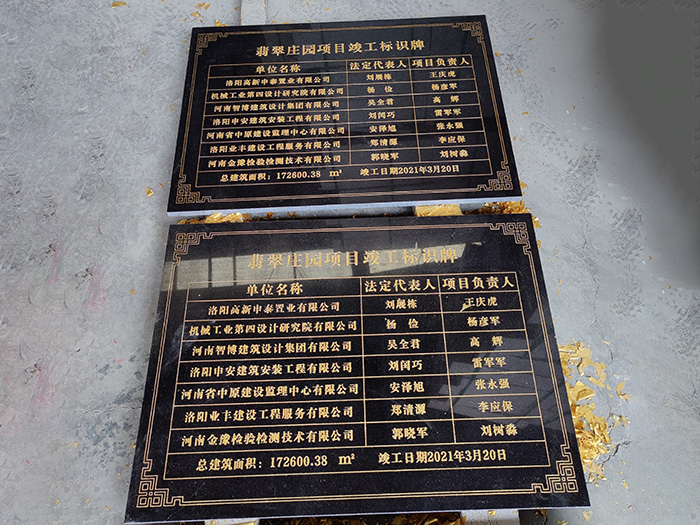 翡翠庄园项目竣工标识牌
单位名称 法定代表人 项目负责人
洛阳高新申泰置业有限公司 刘展栋 王庆虎
机械工业第四设计研究院有限公司 杨俭 杨彦军
河南智博建筑设计集团有限公司 吴全君 高辉
洛阳申安建筑安装工程有限公司 刘闰巧 雷军军
河南省中原建设监理中心有限公司 安泽旭 张永强
洛阳业丰建设工程服务有限公司 郑清源 李应保
河南金豫检验检测技术有限公司 郭晓军 刘树淼
总建筑面积：172600.38 m² 竣工日期2021年3月20日
翡翠庄园项目竣工标识牌
单位名称 法定代表人 项目负责人
洛阳高新申泰置业有限公司 刘展栋 王庆虎
机械工业第四设计研究院有限公司 杨俭 杨彦军
河南智博建筑设计集团有限公司 吴全君 高辉
洛阳申安建筑安装工程有限公司 刘闰巧 雷军军
河南省中原建设监理中心有限公司 安泽旭 张永强
洛阳业丰建设工程服务有限公司 郑清源 李应保
河南金豫检验检测技术有限公司 郭晓军 刘树淼
总建筑面积：172600.38 m² 竣工日期2021年3月20日